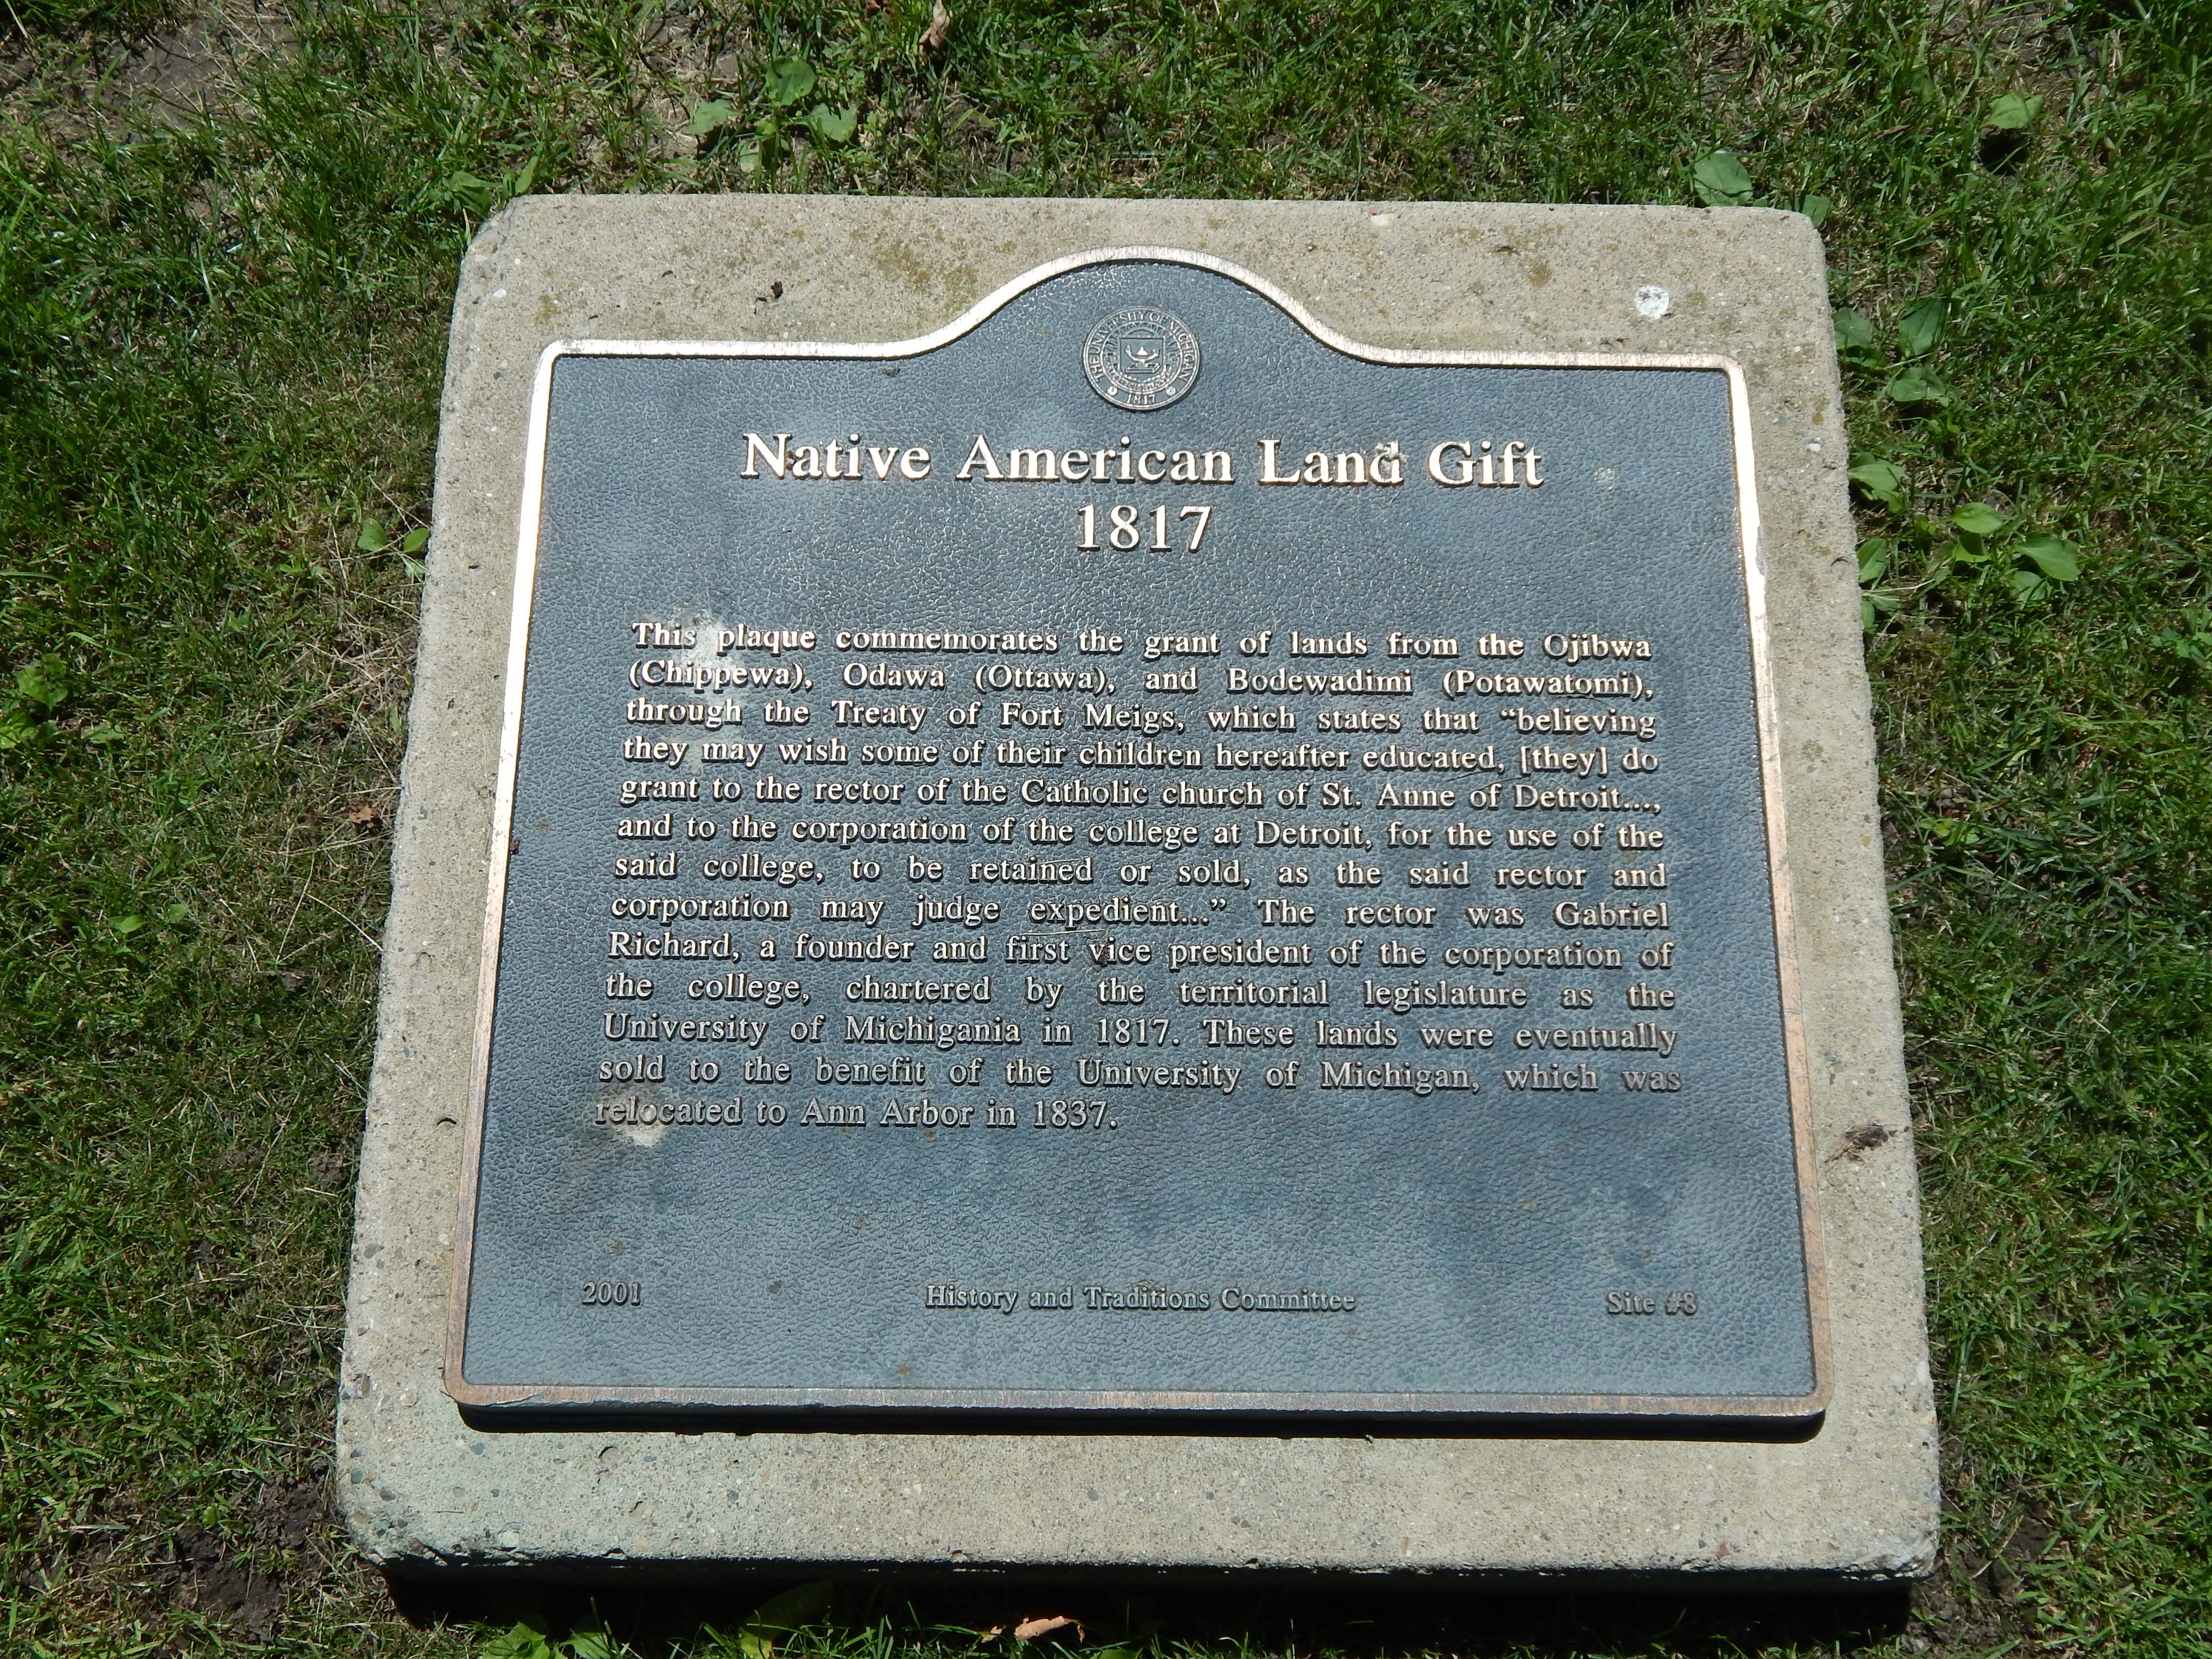 THE UNIVERSITY OF MICHIGAN
1817
Native American Land Gift
1817
This plaque commemorates the grant of lands from the Ojibwa
(Chippewa), Odawa (Ottawa), and Bodewadimi (Potawatomi),
through the Treaty of Fort Meigs, which states that “believing
they may wish some of their children hereafter educated, [they] do
grant to the rector of the Catholic church of St. Anne of Detroit...,
and to the corporation of the college at Detroit, for the use of the
said college, to be retained or sold, as the said rector and
corporation may judge expedient...” The rector was Gabriel
Richard, a founder and first vice president of the corporation of
the college, chartered by the territorial legislature as the
University of Michigania in 1817. These lands were eventually
sold to the benefit of the University of Michigan, which was
relocated to Ann Arbor in 1837.
2001 History and Traditions Committee Site #8